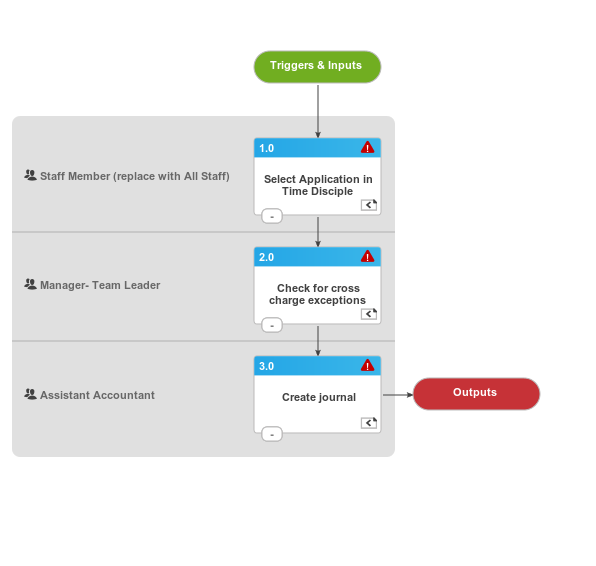 Triggers & Inputs
1.0
Staff Member (replace with All Staff)
Select Application in
Time Disciple
-
2.0
Manager- Team Leader
Check for cross
charge exceptions
-
3.0
Assistant Accountant
Create journal
-
Outputs